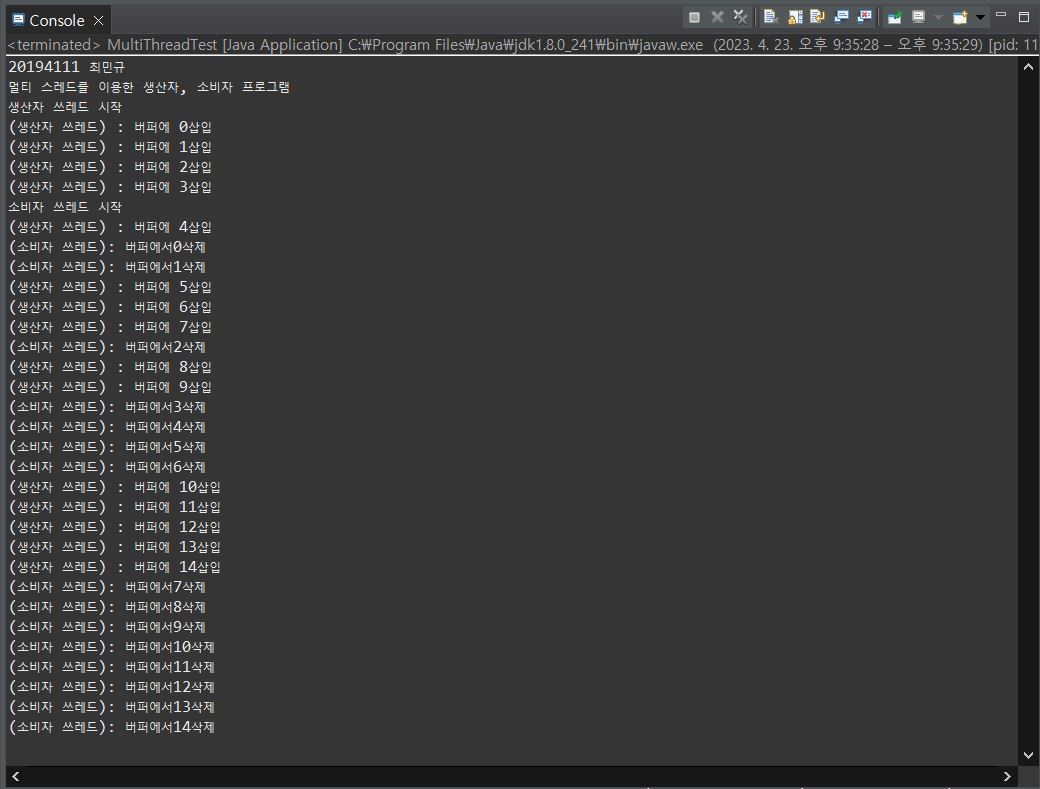 Console
<terminated> MultiThreadTest [Java Application] C:₩Program Files₩Java₩jdk1.8.0_241₩bin₩javaw.exe (2023. 4. 23. 오후 9:35:28 – 오후 9:35:29) [pid: 11
20194111 최민규
멀티 스레드를 이용한 생산자, 소비자 프로그램
생산자 쓰레드 시작
(생산자 쓰레드) : 버퍼에 0삽입
(생산자 쓰레드) : 버퍼에 1삽입
(생산자 쓰레드) : 버퍼에 2삽입
(생산자 쓰레드) : 버퍼에 3삽입
소비자 쓰레드 시작
(생산자 쓰레드) : 버퍼에 4삽입
(소비자 쓰레드): 버퍼에서0삭제
(소비자 쓰레드): 버퍼에서1삭제
(생산자 쓰레드) : 버퍼에 5삽입
(생산자 쓰레드) : 버퍼에 6삽입
(생산자 쓰레드) : 버퍼에 7삽입
(소비자 쓰레드): 버퍼에서2삭제
(생산자 쓰레드) : 버퍼에 8삽입
(생산자 쓰레드) : 버퍼에 9삽입
(소비자 쓰레드): 버퍼에서3삭제
(소비자 쓰레드): 버퍼에서4삭제
(소비자 쓰레드): 버퍼에서5삭제
(소비자 쓰레드): 버퍼에서6삭제
(생산자 쓰레드) : 버퍼에 10삽입
(생산자 쓰레드) : 버퍼에 11삽입
(생산자 쓰레드) : 버퍼에 12삽입
(생산자 쓰레드) : 버퍼에 13삽입
(생산자 쓰레드) : 버퍼에 14삽입
(소비자 쓰레드): 버퍼에서7삭제
(소비자 쓰레드): 버퍼에서8삭제
(소비자 쓰레드): 버퍼에서9삭제
(소비자 쓰레드): 버퍼에서10삭제
(소비자 쓰레드): 버퍼에서11삭제
(소비자 쓰레드): 버퍼에서12삭제
(소비자 쓰레드): 버퍼에서13삭제
(소비자 쓰레드): 버퍼에서14삭제